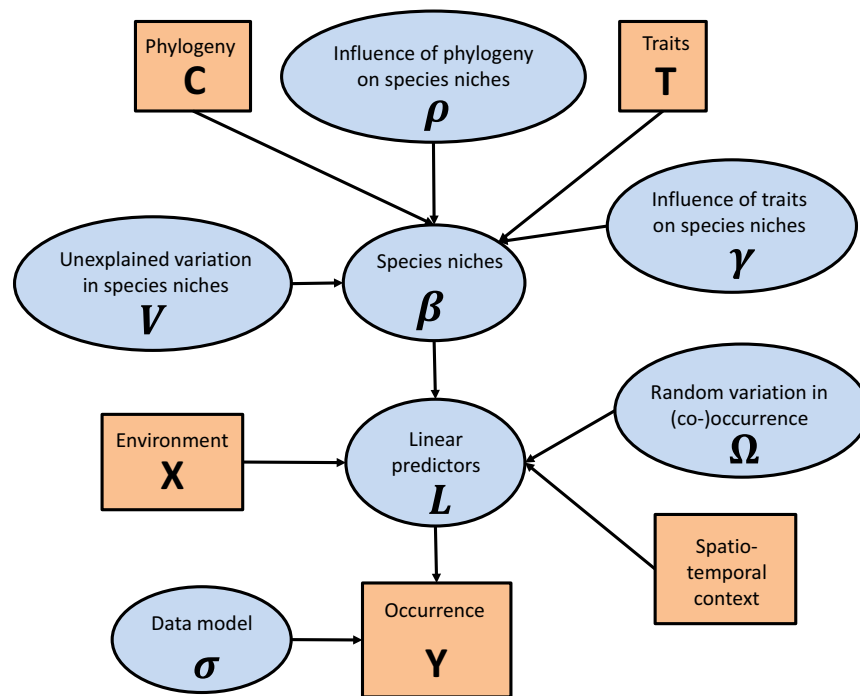 Phylogeny
C
Influence of phylogeny
on species niches
ρ
Traits
T
Unexplained variation
in species niches
V
Species niches
β
Influence of traits
on species niches
γ
Environment
X
Linear
predictors
L
Random variation in
(co-)occurrence
Ω
Spatio-
temporal
context
Data model
σ
Occurrence
Y